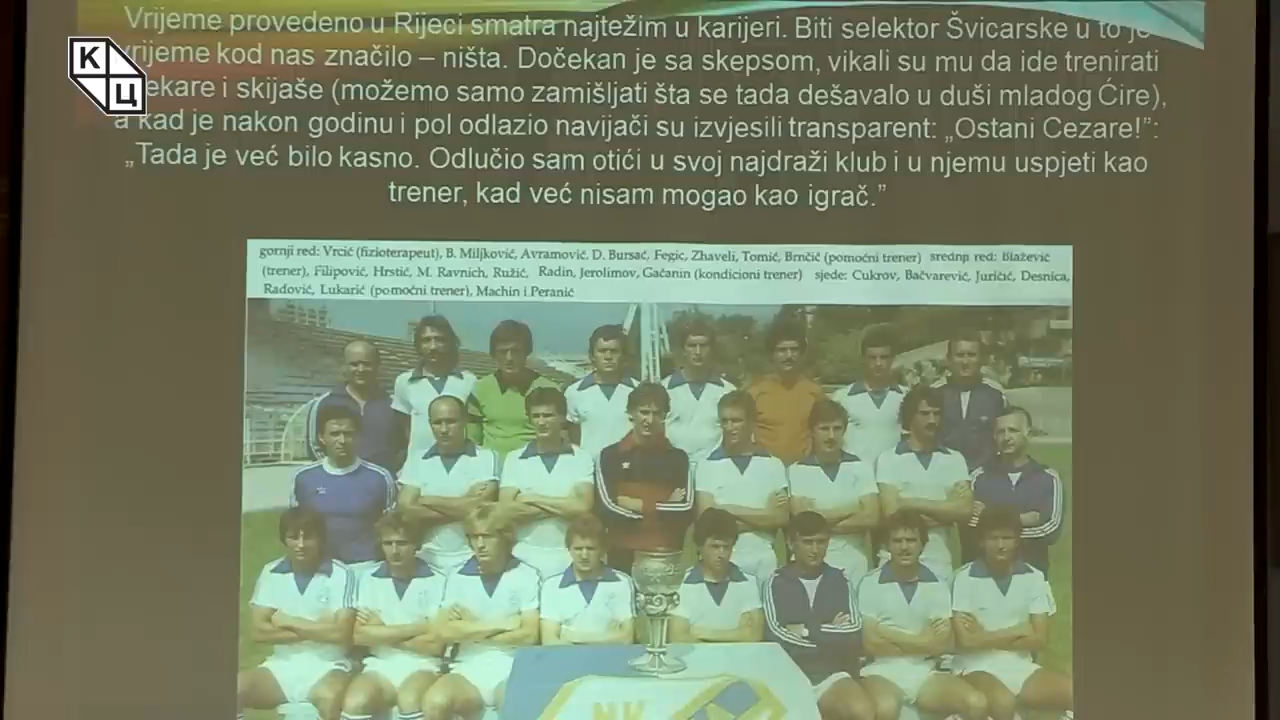 Vrijeme provedeno u Rijeci smatra najtežim u karijeri. Biti selektor Švicarske u to je
vrijeme kod nas značilo – ništa. Dočekan je sa skepsom, vikali su mu da ide trenirati
ekare i skijaše (možemo samo zamišljati šta se tada dešavalo u duši mladog Ćire),
a kad je nakon godinu i pol odlazio navijači su izvjesili transparent: „Ostani Cezare!":
„Tada je već bilo kasno. Odlučio sam otići u svoj najdraži klub i u njemu uspjeti kao
trener, kad već nisam mogao kao igrač."
К
Ц
gornji red: Vrcić (fizioterapeut), B. Miljković, Avramović, D. Bursać, Fegic, Zhaveli, Tomić, Brnčić (pomoćni trener) srednp red: Blažević
(trener), Filipović, Hrstić, M. Ravnich, Ružić, Radin, Jerolimov, Gačanin (kondicioni trener) sjede: Cukrov, Bačvarević, Juričić, Desnica,
Radović, Lukarić (pomoćni trener), Machin i Peranić
NK